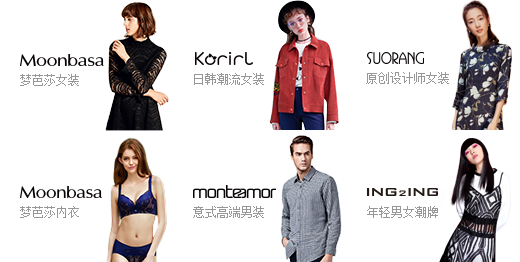 Moonbasa
梦芭莎女装
Korirl
日韩潮流女装
SUORANG
原创设计师女装
Moonbasa
梦芭莎内衣
monteamor
意式高端男装
ING2ING
年轻男女潮牌